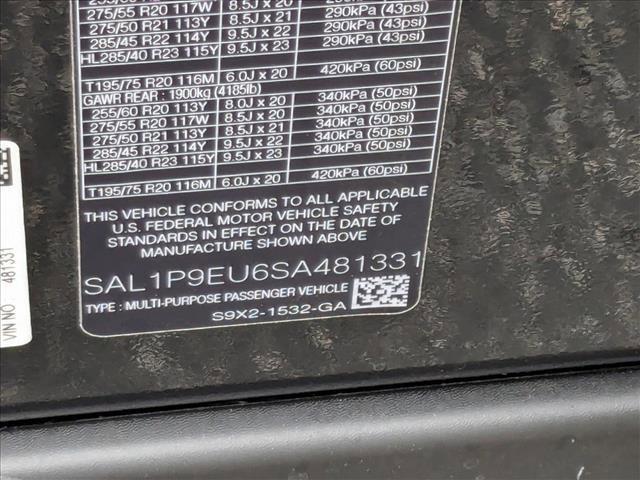 275/55 R20 117W 8.5J x 20 290kPa (43psi)
275/50 R21 113Y 8.5J x 21 290kPa (43psi)
285/45 R22 114Y 9.5J x 22 290kPa (43psi)
HL285/40 R23 115Y 9.5J x 23
T195/75 R20 116M 6.0J x 20 420kPa (60psi)
GAWR REAR : 1900kg (4185lb)
255/60 R20 113Y 8.0J x 20 340kPa (50psi)
275/55 R20 117W 8.5J x 20 340kPa (50psi)
275/50 R21 113Y 8.5J x 21 340kPa (50psi)
285/45 R22 114Y 9.5J x 22 340kPa (50psi)
HL285/40 R23 115Y 9.5J x 23 340kPa (50psi)
T195/75 R20 116M 6.0J x 20 420kPa (60psi)
THIS VEHICLE CONFORMS TO ALL APPLICABLE
U.S. FEDERAL MOTOR VEHICLE SAFETY
STANDARDS IN EFFECT ON THE DATE OF
MANUFACTURE SHOWN ABOVE
SAL1P9EU6SA481331
TYPE : MULTI-PURPOSE PASSENGER VEHICLE
S9X2-1532-GA
VIN NO 481331